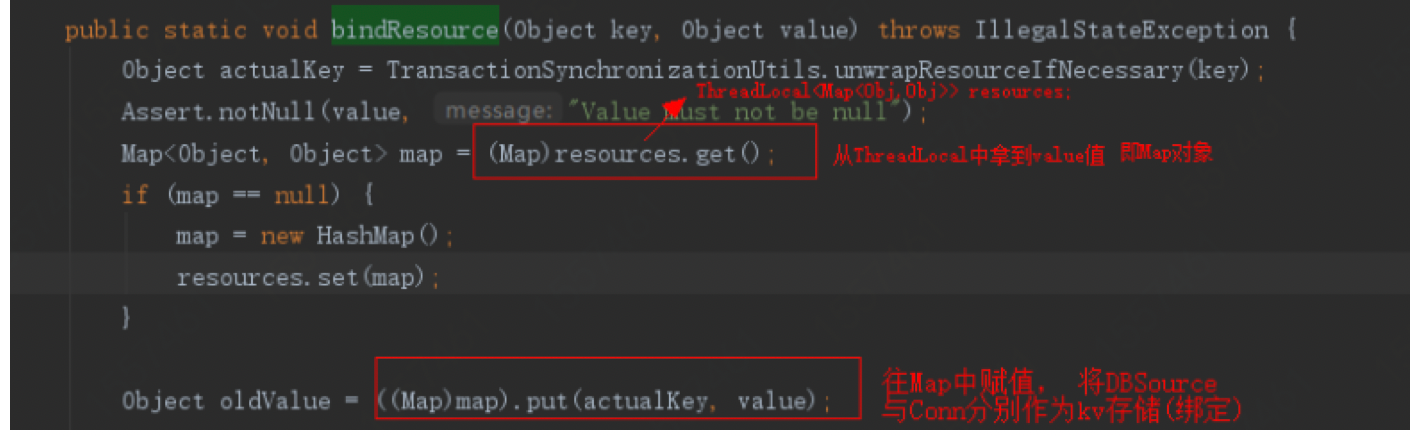 public static void bindResource(Object key, Object value) throws IllegalStateException {
Object actualKey = TransactionSynchronizationUtils.unwrapResourceIfNecessary(key);
ThreadLocal<Map<Obj,Obj>> resources;
Assert.notNull(value, message: "Value must not be null");
Map<Object, Object> map = (Map)resources.get(); 从ThreadLocal中拿到value值 即Map对象
if (map == null) {
map = new HashMap();
resources.set(map);
}
往Map中赋值， 将DBSource
Object oldValue = ((Map)map).put(actualKey, value); 与Conn分别作为kv存储(绑定)